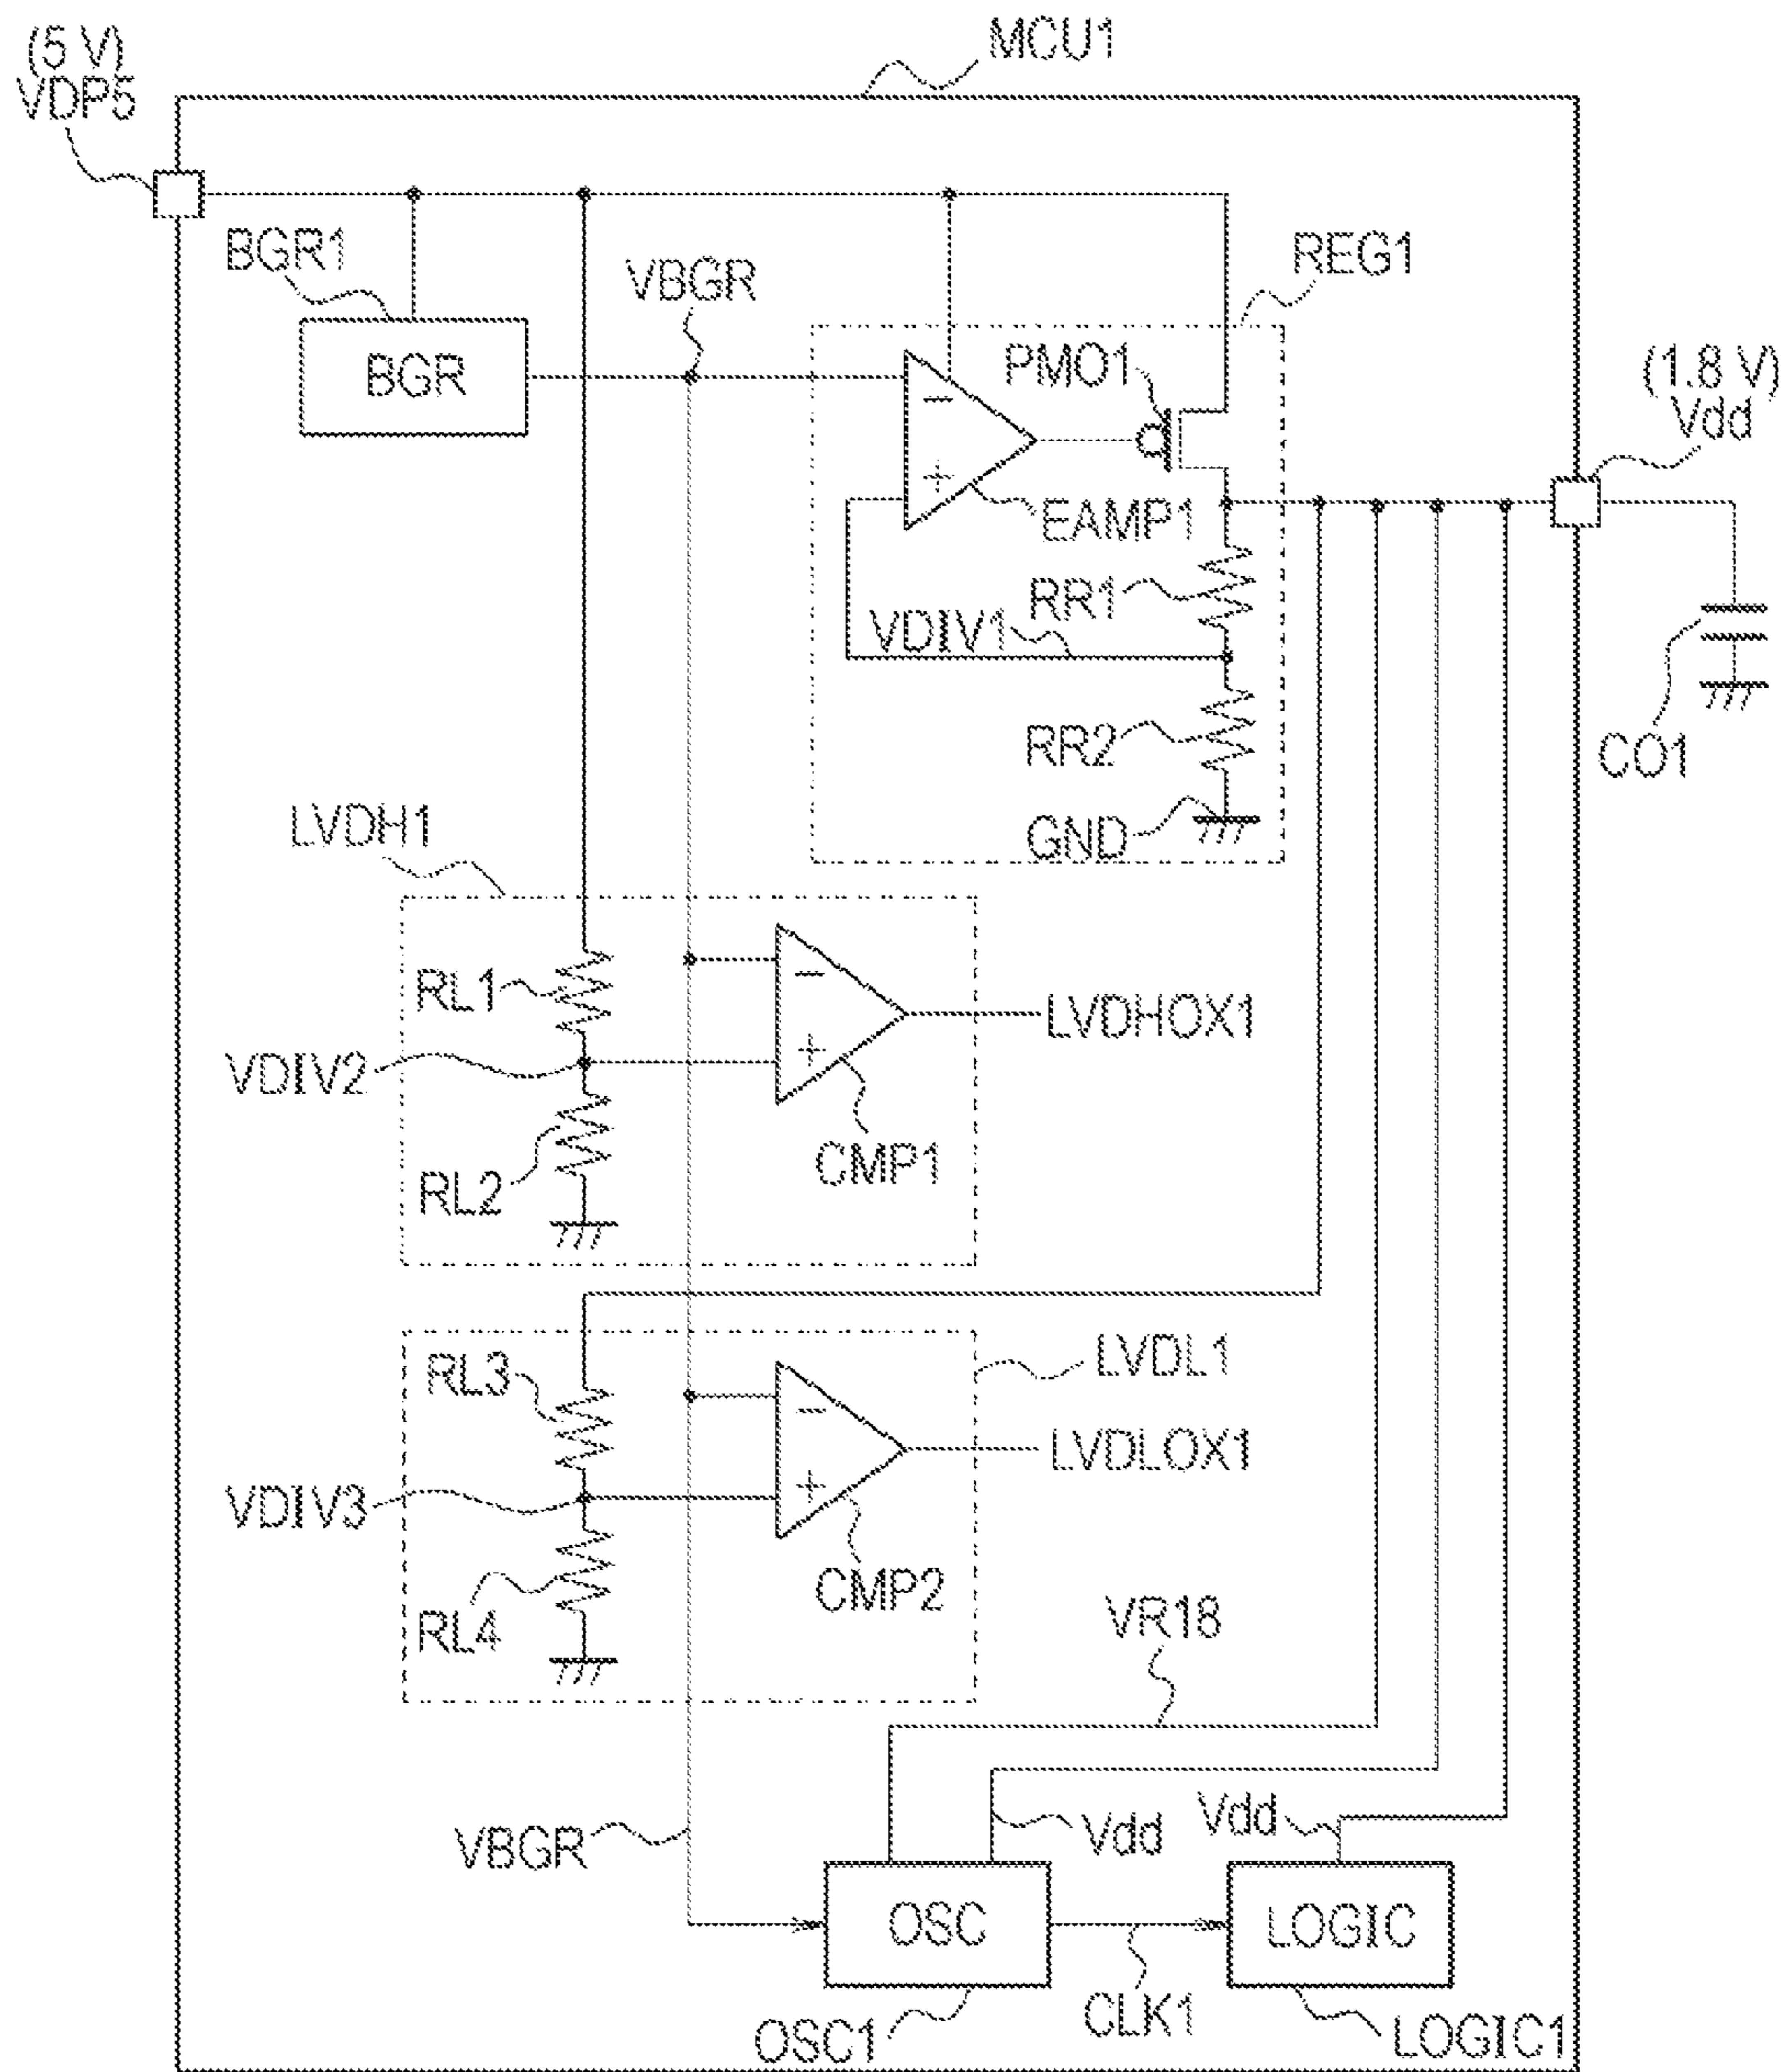 MCU1
(5 V)
VDP5
BGR1
VBGR
REG1
BGR
PMO1
−
+
EAMP1
(1.8 V)
Vdd
RR1
VDIV1
RR2
GND
CO1
LVDH1
RL1
−
+
LVDHOX1
VDIV2
RL2
CMP1
RL3
LVDL1
−
+
LVDLOX1
VDIV3
RL4
CMP2
VR18
VBGR
Vdd
Vdd
OSC
LOGIC
OSC1
CLK1
LOGIC1